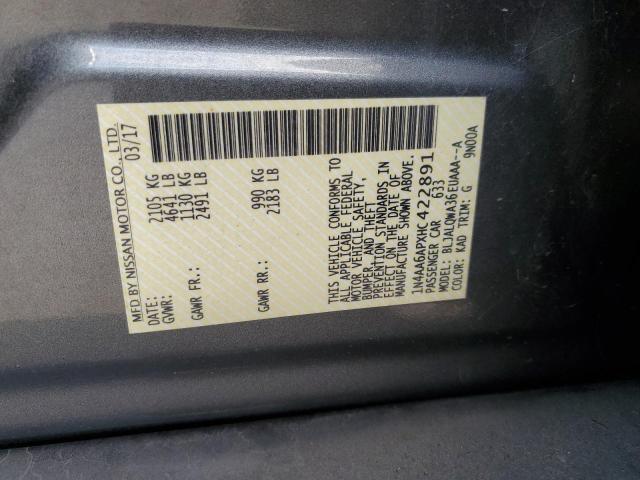 MFD BY NISSAN MOTOR CO., LTD.
DATE: 03/17
GVWR: 2105 KG
4641 LB
GAWR FR: 1130 KG
2491 LB
GAWR RR: 990 KG
2183 LB
THIS VEHICLE CONFORMS TO
ALL APPLICABLE FEDERAL
MOTOR VEHICLE SAFETY,
BUMPER, AND THEFT
PREVENTION STANDARDS IN
EFFECT ON THE DATE OF
MANUFACTURE SHOWN ABOVE.
1N4AA6APXHC422891
PASSENGER CAR 633
MODEL: BLJALQWA36EUAAA--A
COLOR: KAD TRIM: G 9N00A